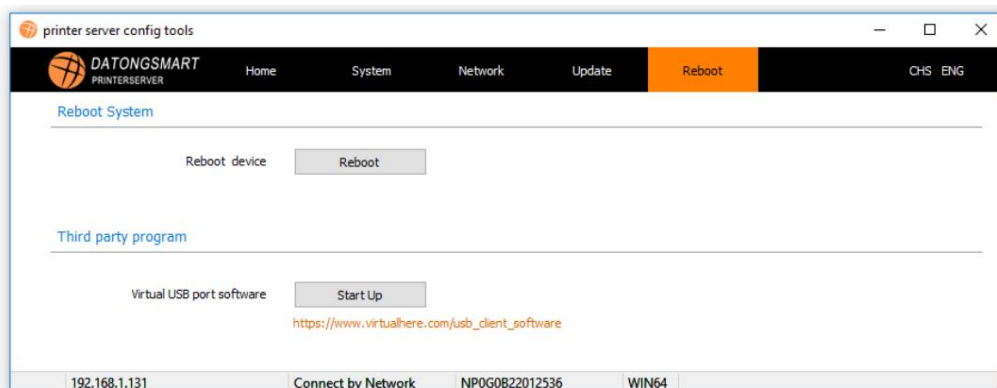 printer server config tools
DATONGSMART
PRINTERSERVER
Home System Network Update Reboot CHS ENG
Reboot System
Reboot device Reboot
Third party program
Virtual USB port software Start Up
https://www.virtualhere.com/usb_client_software
192.168.1.131 Connect by Network NP0G0B22012536 WIN64